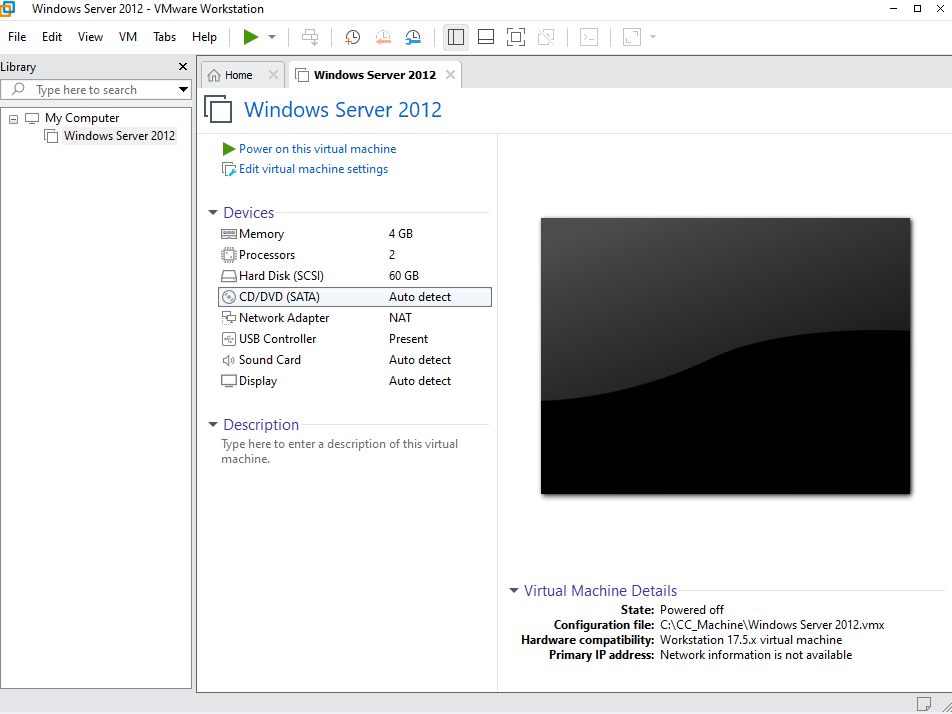 Windows Server 2012 - VMware Workstation
File Edit View VM Tabs Help
Library
Type here to search
My Computer
Windows Server 2012
Home
Windows Server 2012
Windows Server 2012
Power on this virtual machine
Edit virtual machine settings
Devices
Memory 4 GB
Processors 2
Hard Disk (SCSI) 60 GB
CD/DVD (SATA) Auto detect
Network Adapter NAT
USB Controller Present
Sound Card Auto detect
Display Auto detect
Description
Type here to enter a description of this virtual
machine.
Virtual Machine Details
State: Powered off
Configuration file: C:\CC_Machine\Windows Server 2012.vmx
Hardware compatibility: Workstation 17.5.x virtual machine
Primary IP address: Network information is not available